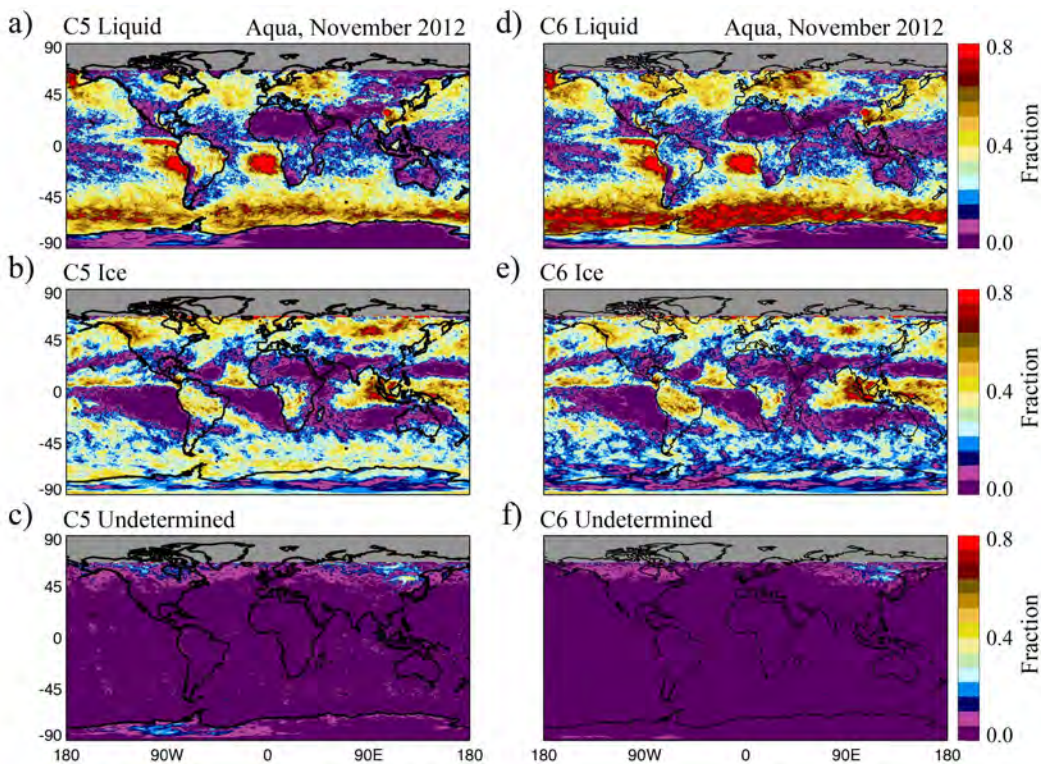 a) C5 Liquid Aqua, November 2012
d) C6 Liquid Aqua, November 2012
90
45
0
-45
-90
0.8
0.4
0.0
Fraction
b) C5 Ice
e) C6 Ice
90
45
0
-45
-90
0.8
0.4
0.0
Fraction
c) C5 Undetermined
f) C6 Undetermined
90
45
0
-45
-90
0.8
0.4
0.0
Fraction
180 90W 0 90E 180
180 90W 0 90E 180